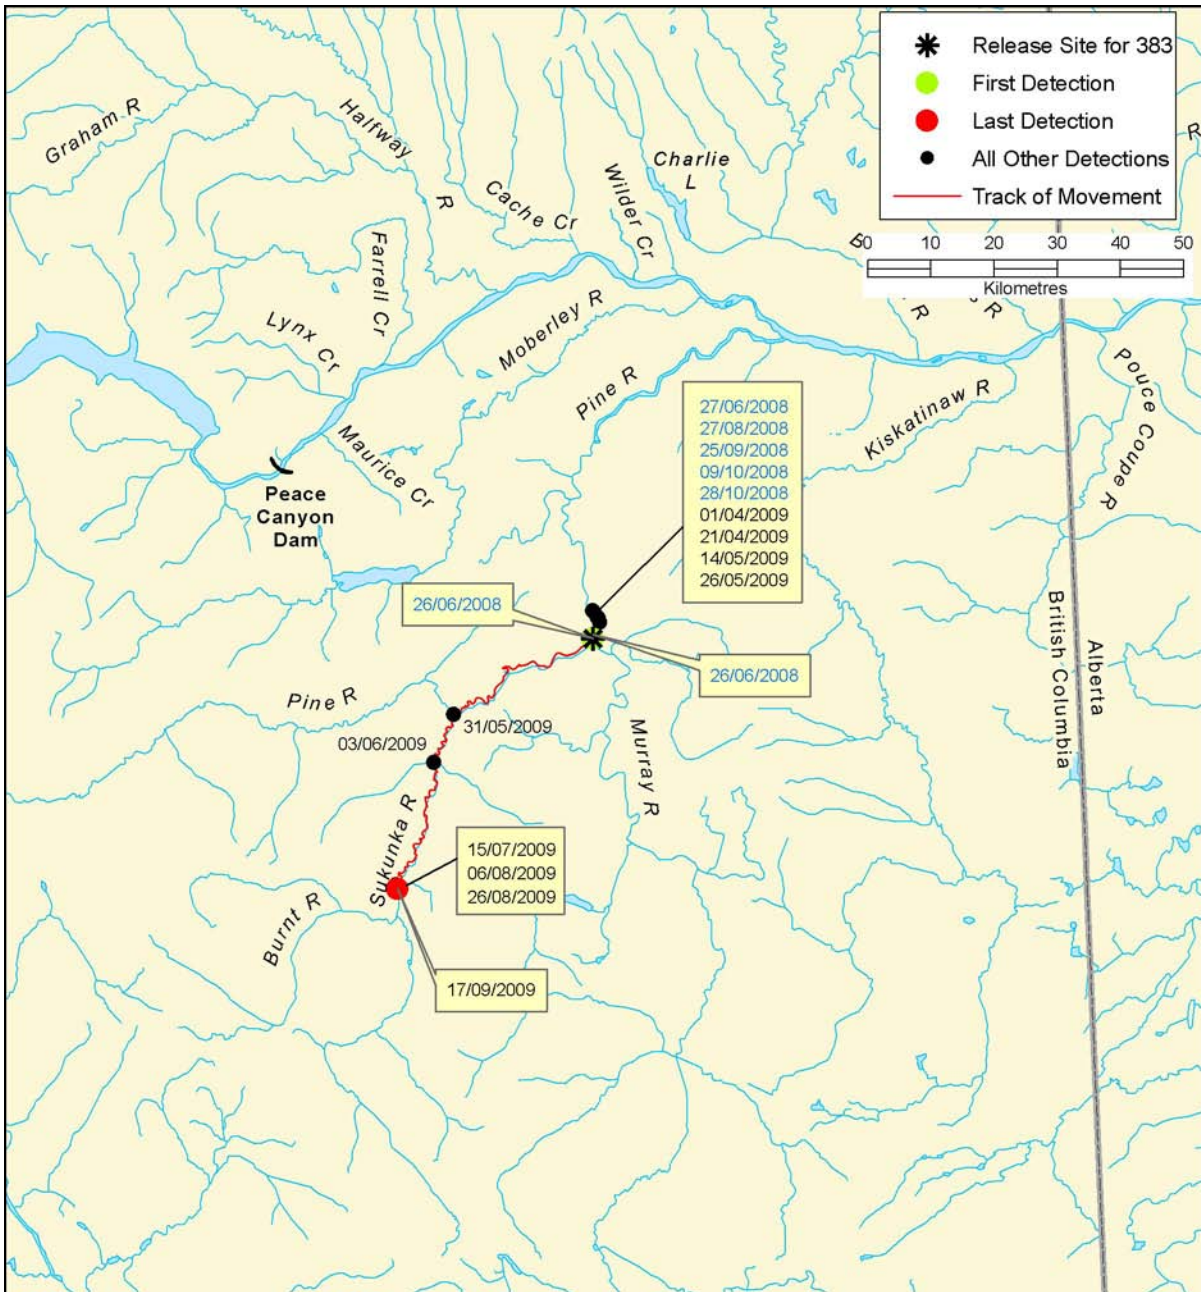 Release Site for 383
First Detection
Last Detection
All Other Detections
Track of Movement
0 10 20 30 40 50
Kilometres
Graham R
Halfway
R
Cache Cr
Wilder Cr
Charlie
L
Farrell Cr
Lynx Cr
Moberley R
Pine R
Maurice Cr
Peace
Canyon
Dam
Kiskatinaw R
Pouce Coupe R
R
B
R
R
27/06/2008
27/08/2008
25/09/2008
09/10/2008
28/10/2008
01/04/2009
21/04/2009
14/05/2009
26/05/2009
26/06/2008
26/06/2008
British Columbia
Alberta
Pine R
31/05/2009
03/06/2009
Murray R
Sukunka R
15/07/2009
06/08/2009
26/08/2009
Burnt R
17/09/2009